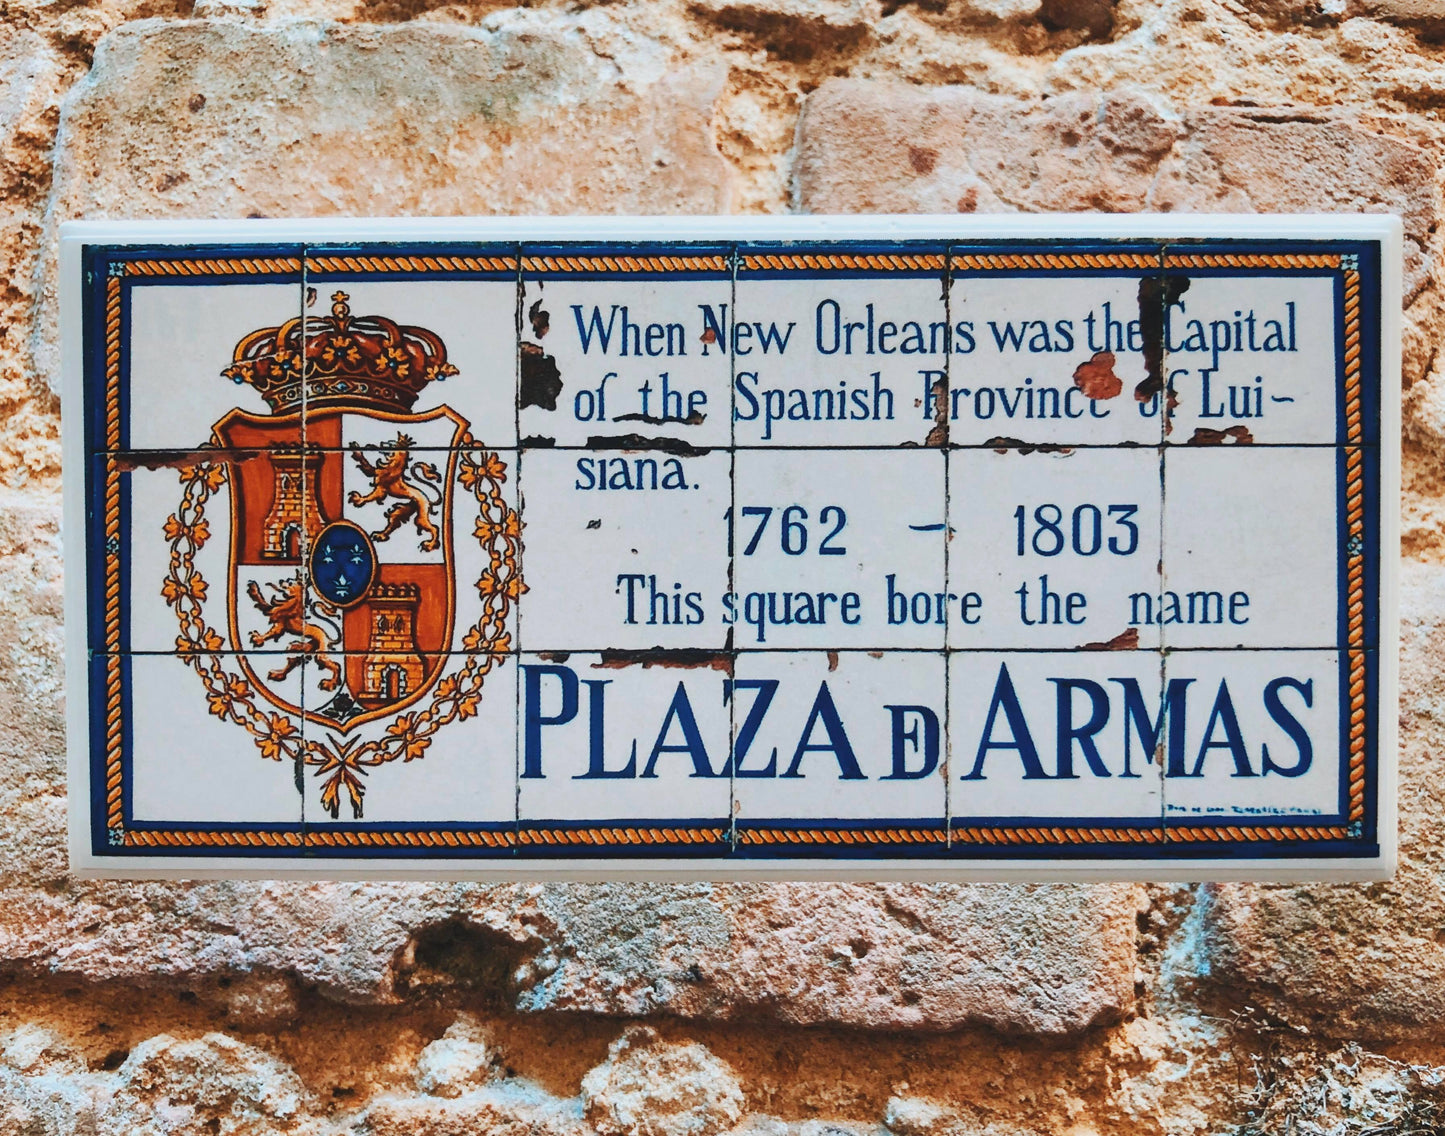 When New Orleans was the Capital
of the Spanish Province of Lui~
siana.
1762 - 1803
This square bore the name
PLAZA DE ARMAS